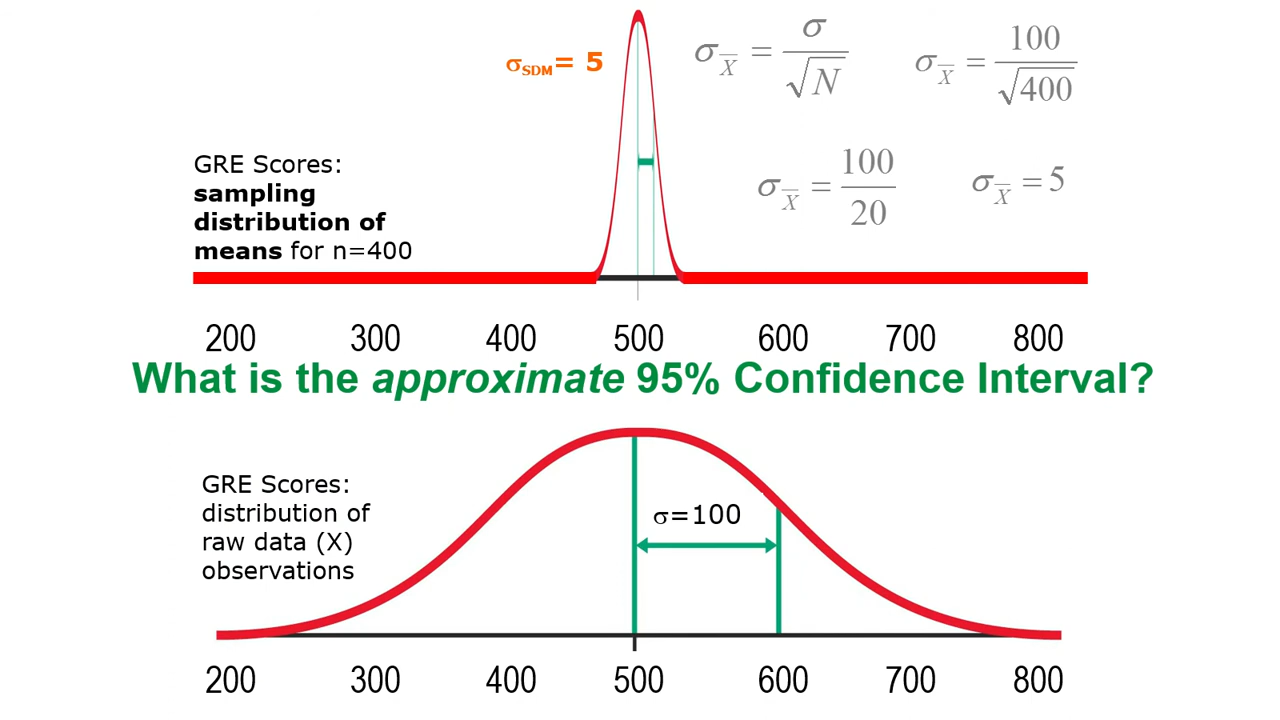 σSDM= 5
σX̅ = σ/√N
σX̅ = 100/√400
GRE Scores:
sampling
distribution of
means for n=400
σX̅ = 100/20
σX̅ = 5
200 300 400 500 600 700 800
What is the approximate 95% Confidence Interval?
GRE Scores:
distribution of
raw data (X)
observations
σ=100
200 300 400 500 600 700 800